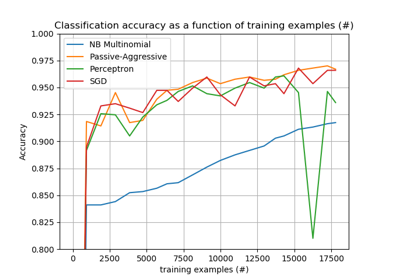 Classification accuracy as a function of training examples (#)
1.000
0.975
0.950
0.925
0.900
0.875
0.850
0.825
0.800
Accuracy
NB Multinomial
Passive-Aggressive
Perceptron
SGD
0 2500 5000 7500 10000 12500 15000 17500
training examples (#)